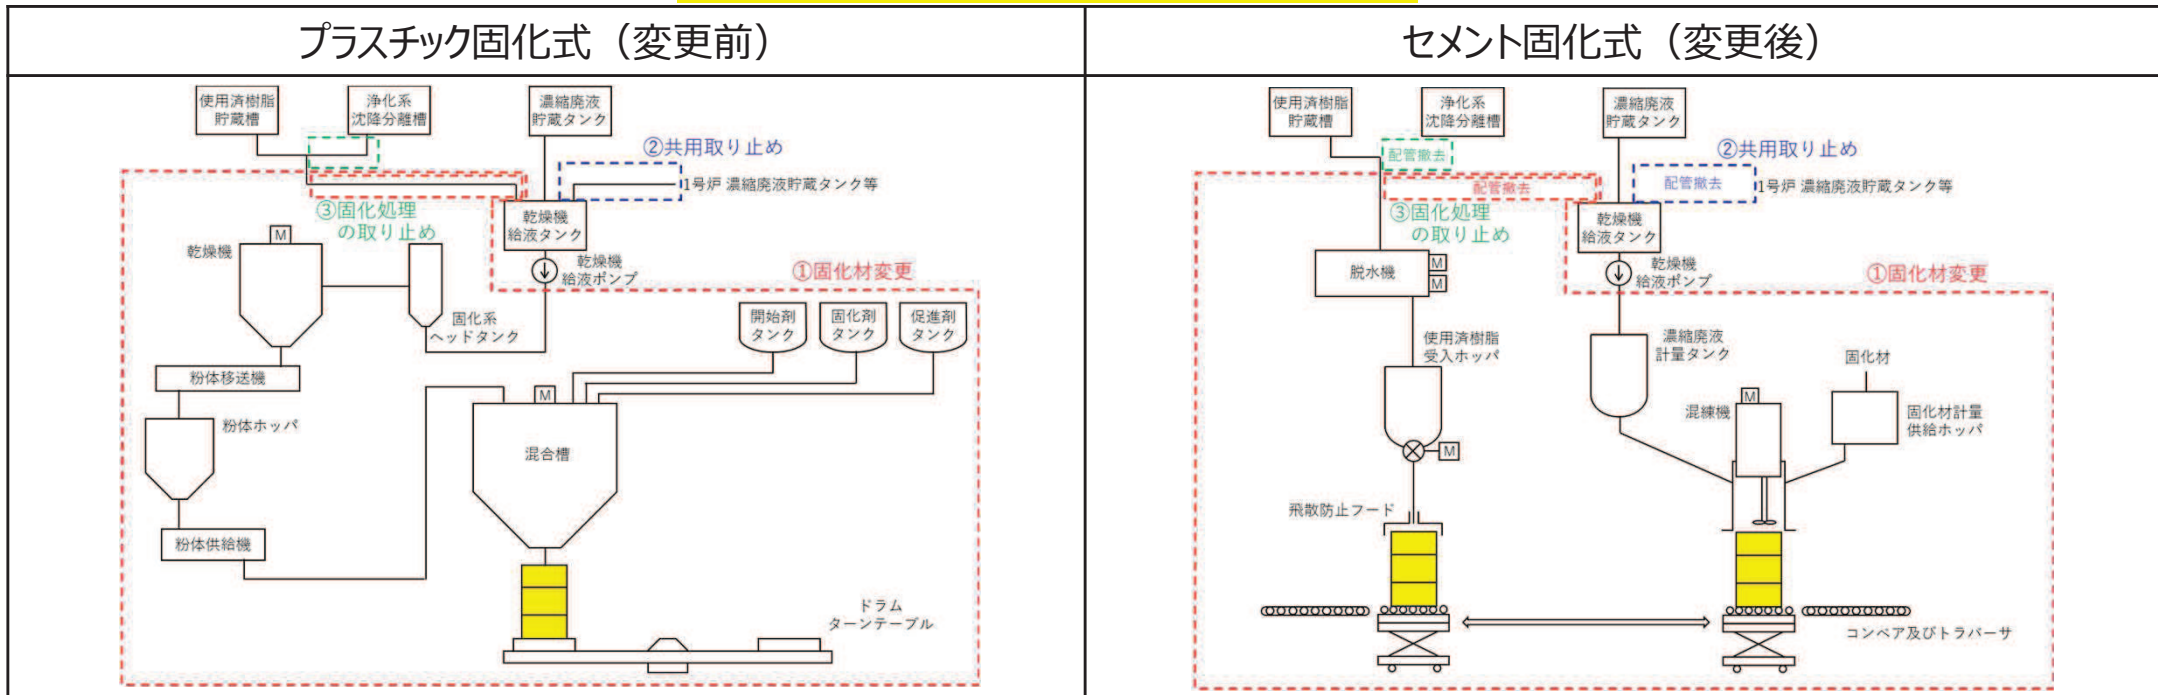 プラスチック固化式（変更前）
使用済樹脂
貯蔵槽
浄化系
沈降分離槽
濃縮廃液
貯蔵タンク
②共用取り止め
1号炉 濃縮廃液貯蔵タンク等
③固化処理
の取り止め
乾燥機
給液タンク
M
乾燥機
乾燥機
給液ポンプ
①固化材変更
固化系
ヘッドタンク
開始剤
タンク
固化剤
タンク
促進剤
タンク
粉体移送機
M
粉体ホッパ
混合槽
粉体供給機
ドラム
ターンテーブル
セメント固化式（変更後）
使用済樹脂
貯蔵槽
浄化系
沈降分離槽
濃縮廃液
貯蔵タンク
配管撤去
②共用取り止め
配管撤去
配管撤去
1号炉 濃縮廃液貯蔵タンク等
③固化処理
の取り止め
乾燥機
給液タンク
脱水機
M
M
乾燥機
給液ポンプ
①固化材変更
使用済樹脂
受入ホッパ
濃縮廃液
計量タンク
固化材
M
混練機
固化材計量
供給ホッパ
M
飛散防止フード
コンベア及びトラバーサ